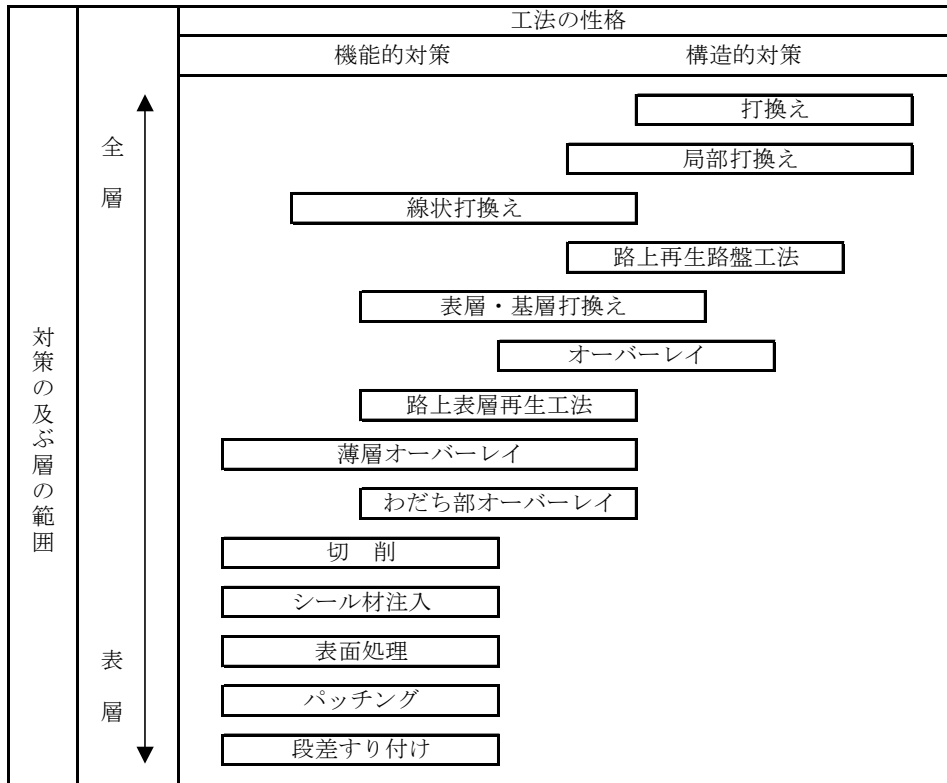 工法の性格
機能的対策
構造的対策
対策の及ぶ層の範囲
全層
表層
打換え
局部打換え
線状打換え
路上再生路盤工法
表層・基層打換え
オーバーレイ
路上表層再生工法
薄層オーバーレイ
わだち部オーバーレイ
切　削
シール材注入
表面処理
パッチング
段差すり付け